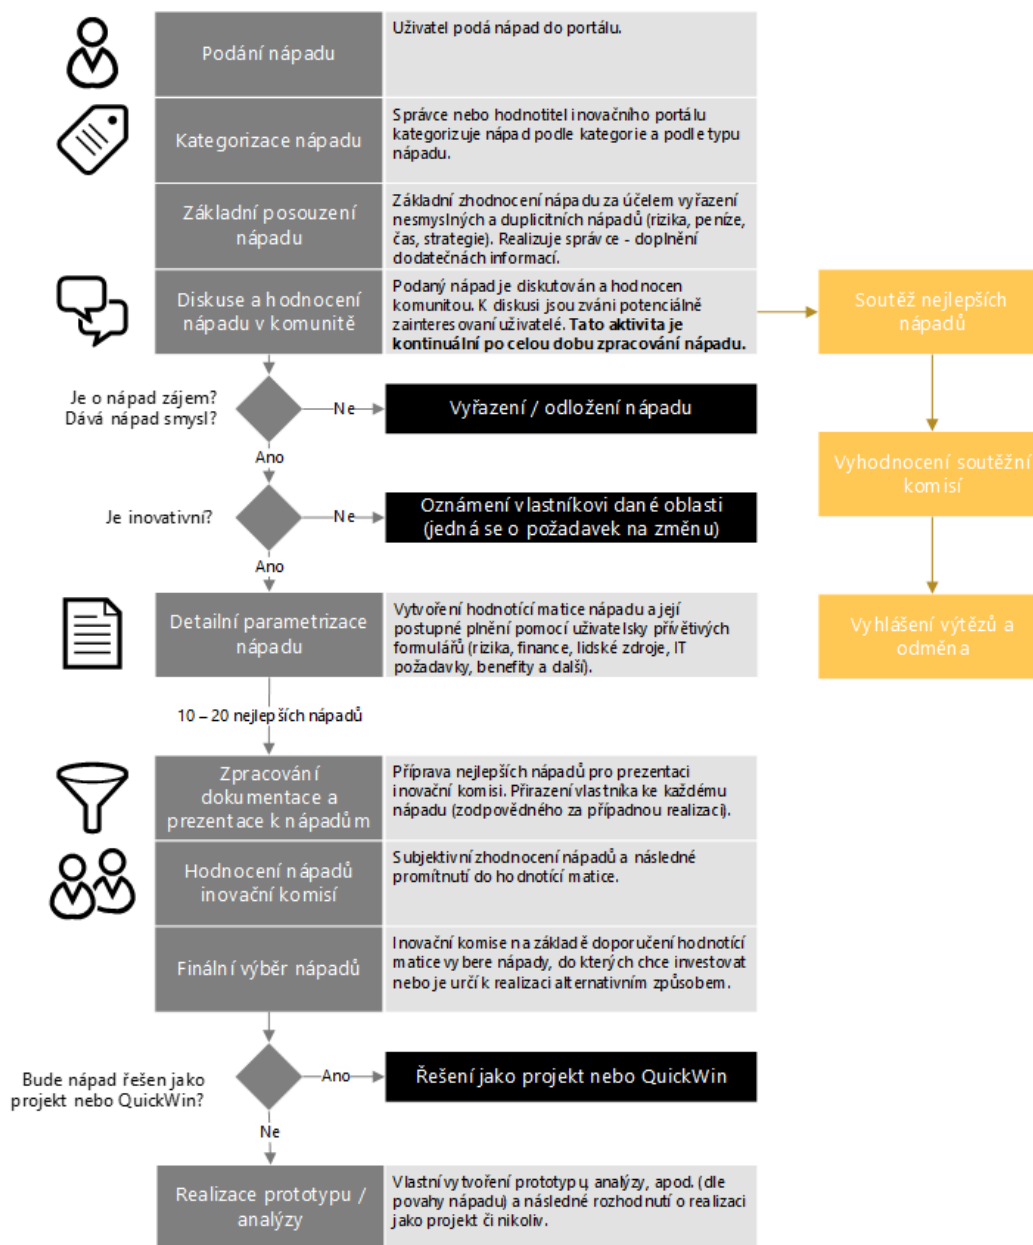 Podání nápadu
Uživatel podá nápad do portálu.
Kategorizace nápadu
Správce nebo hodnotitel inovačního portálu
kategorizuje nápad podle kategorie a podle typu
nápadu.
Základní posouzení
nápadu
Základní zhodnocení nápadu za účelem vyřazení
nesmyslných a duplicitních nápadů (rizika, peníze,
čas, strategie). Realizuje správce - doplnění
dodatečnách informací.
Diskuse a hodnocení
nápadu v komunitě
Podaný nápad je diskutován a hodnocen
komunitou. K diskusi jsou zváni potenciálně
zainteresovaní uživatelé. Tato aktivita je
kontinuální po celou dobu zpracování nápadu.
Soutěž nejlepších
nápadů
Je o nápad zájem?
Dává nápad smysl?
Ne
Vyřazení / odložení nápadu
Ano
Vyhodnocení soutěžní
komisí
Je inovativní?
Ne
Oznámení vlastníkovi dané oblasti
(jedná se o požadavek na změnu)
Ano
Detailní parametrizace
nápadu
Vytvoření hodnotící matice nápadu a její
postupné plnění pomocí uživatelsky přívětivých
formulářů (rizika, finance, lidské zdroje, IT
požadavky, benefity a další).
Vyhlášení výtězů a
odměna
10 – 20 nejlepších nápadů
Zpracování
dokumentace a
prezentace k nápadům
Příprava nejlepších nápadů pro prezentaci
inovační komisi. Přirazení vlastníka ke každému
nápadu (zodpovědného za případnou realizaci).
Hodnocení nápadů
inovační komisí
Subjektivní zhodnocení nápadů a následné
promítnutí do hodnotící matice.
Finální výběr nápadů
Inovační komise na základě doporučení hodnotící
matice vybere nápady, do kterých chce investovat
nebo je určí k realizaci alternativním způsobem.
Bude nápad řešen jako
projekt nebo QuickWin?
Ano
Řešení jako projekt nebo QuickWin
Ne
Realizace prototypu /
analýzy
Vlastní vytvoření prototypu, analýzy, apod. (dle
povahy nápadu) a následné rozhodnutí o realizaci
jako projekt či nikoliv.